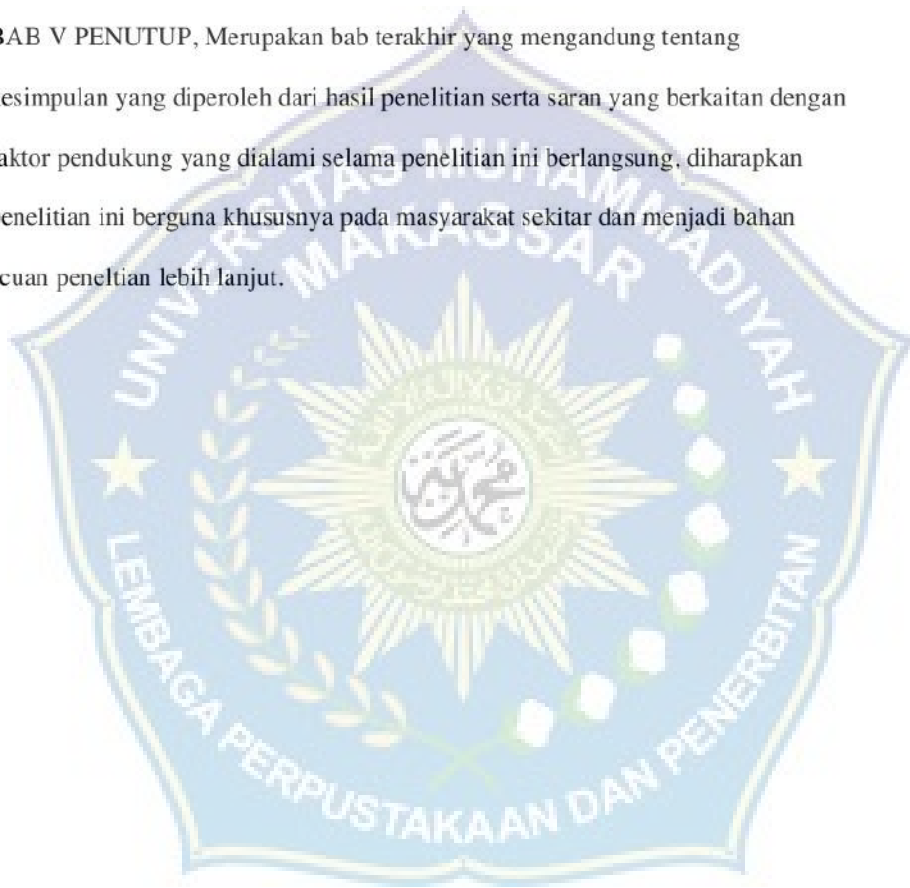 BAB V PENUTUP, Merupakan bab terakhir yang mengandung tentang
esimpulan yang diperoleh dari hasil penelitian serta saran yang berkaitan dengan
aktor pendukung yang dialami selama penelitian ini berlangsung, diharapkan
enelitian ini berguna khususnya pada masyarakat sekitar dan menjadi bahan
cuan peneltian lebih lanjut.
UNIVERSITAS MUHAMMADIYAH
MAKASSAR
LEMBAGA PERPUSTAKAAN DAN PENERBITAN